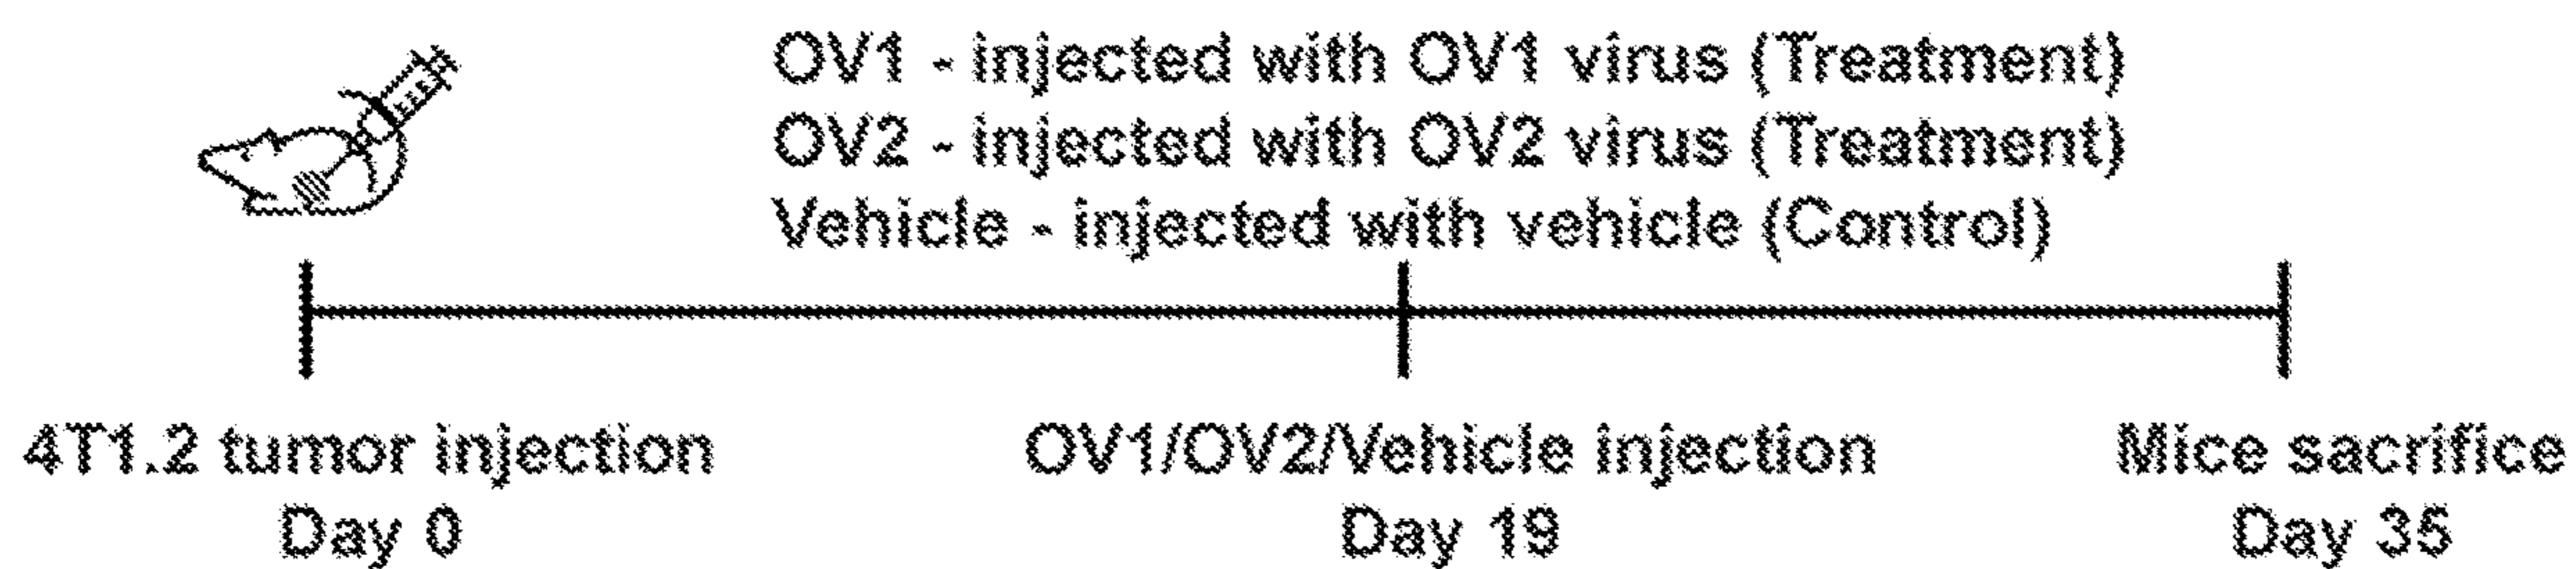 OV1 - injected with OV1 virus (Treatment)
OV2 - injected with OV2 virus (Treatment)
Vehicle - injected with vehicle (Control)
4T1.2 tumor injection
Day 0
OV1/OV2/Vehicle injection
Day 19
Mice sacrifice
Day 35